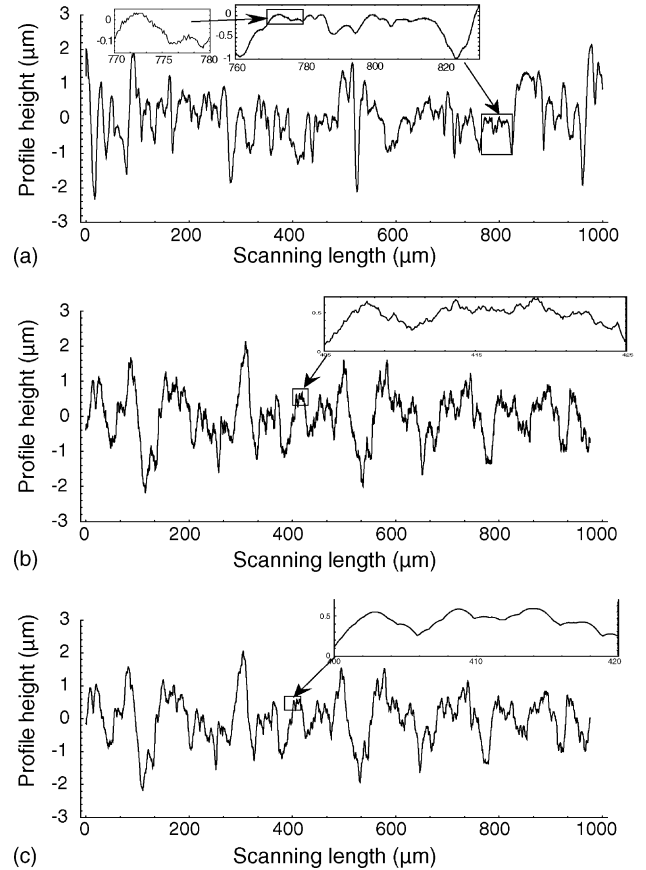 3
2
1
0
-1
-2
-3
Profile height (µm)
0
-0.1
770 775 780
0
-0.5
-1
760 780 800 820
0 200 400 600 800 1000
(a) Scanning length (µm)
3
2
1
0
-1
-2
-3
Profile height (µm)
0.5
0
405 415 425
0 200 400 600 800 1000
(b) Scanning length (µm)
3
2
1
0
-1
-2
-3
Profile height (µm)
0.5
0
400 410 420
0 200 400 600 800 1000
(c) Scanning length (µm)